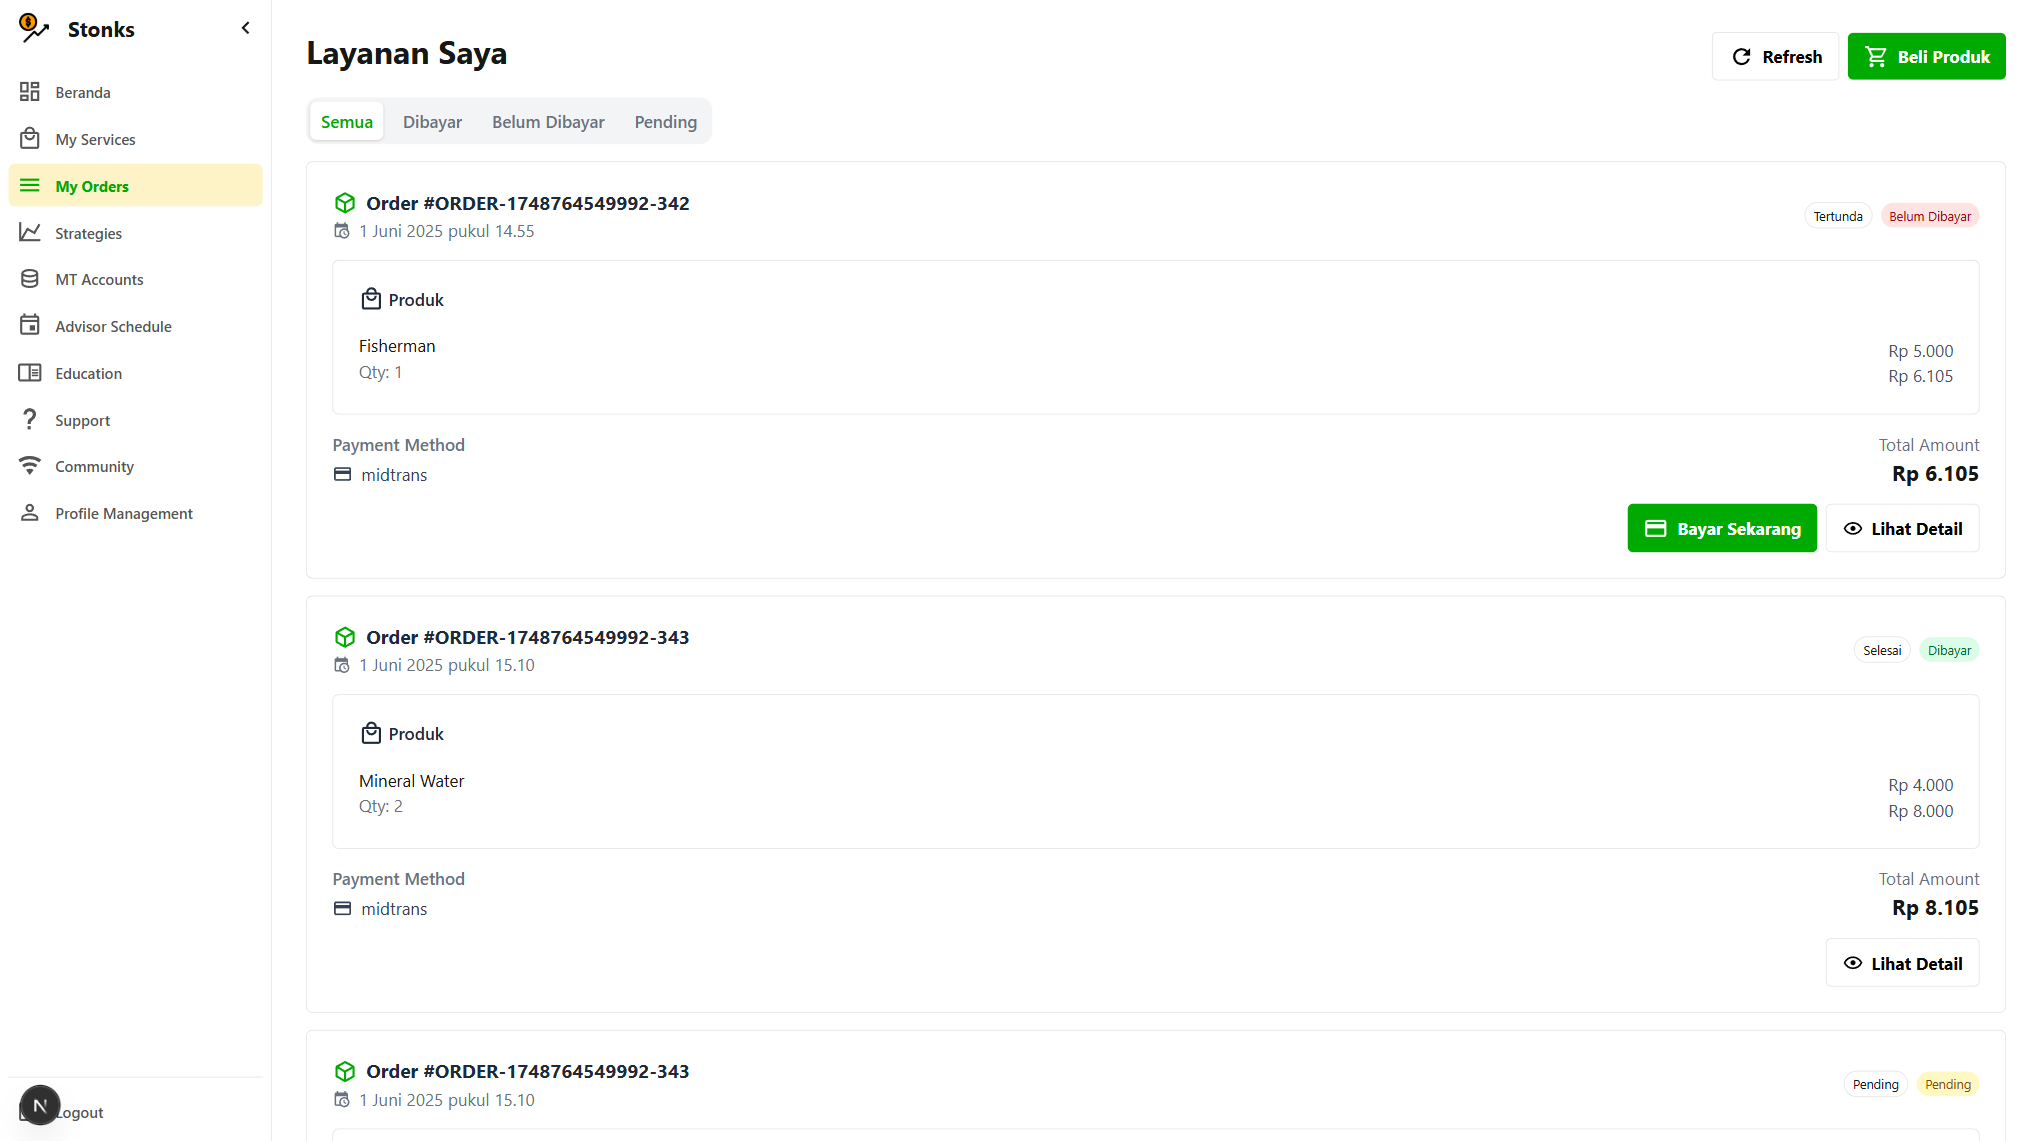 Stonks
Beranda
My Services
My Orders
Strategies
MT Accounts
Advisor Schedule
Education
Support
Community
Profile Management
N
Logout
Layanan Saya
Refresh
Beli Produk
Semua
Dibayar
Belum Dibayar
Pending
Order #ORDER-1748764549992-342
1 Juni 2025 pukul 14.55
Tertunda
Belum Dibayar
Produk
Fisherman
Qty: 1
Rp 5.000
Rp 6.105
Payment Method
midtrans
Total Amount
Rp 6.105
Bayar Sekarang
Lihat Detail
Order #ORDER-1748764549992-343
1 Juni 2025 pukul 15.10
Selesai
Dibayar
Produk
Mineral Water
Qty: 2
Rp 4.000
Rp 8.000
Payment Method
midtrans
Total Amount
Rp 8.105
Lihat Detail
Order #ORDER-1748764549992-343
1 Juni 2025 pukul 15.10
Pending
Pending